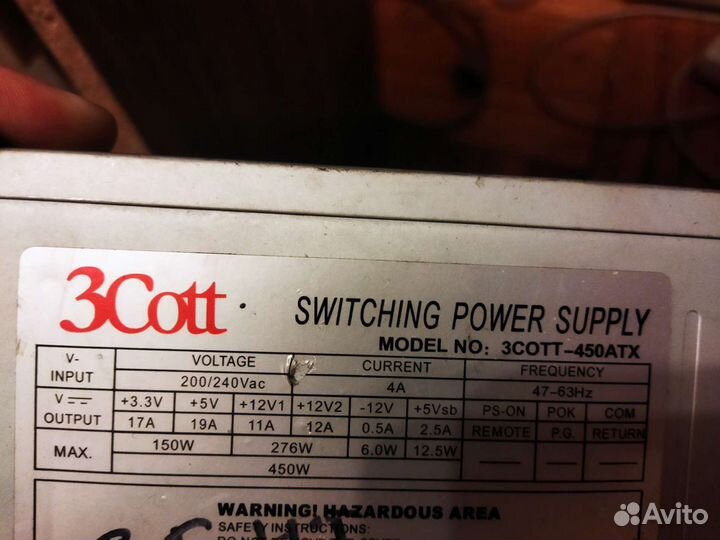 3Cott
SWITCHING POWER SUPPLY
MODEL NO: 3COTT-450ATX
V-INPUT VOLTAGE CURRENT FREQUENCY
200/240Vac 4A 47-63Hz
V OUTPUT +3.3V +5V +12V1 +12V2 -12V +5Vsb PS-ON POK COM
17A 19A 11A 12A 0.5A 2.5A REMOTE P.G. RETURN
MAX. 150W 276W 6.0W 12.5W
450W
WARNING! HAZARDOUS AREA
SAFETY INSTRUCTIONS:
Avito